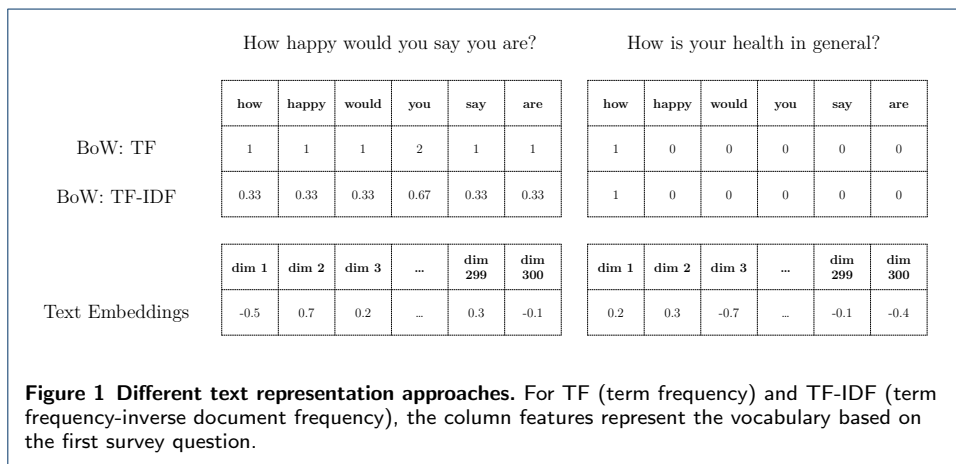 How happy would you say you are? How is your health in general?
how happy would you say are how happy would you say are
BoW: TF 1 1 1 2 1 1 1 0 0 0 0 0
BoW: TF-IDF 0.33 0.33 0.33 0.67 0.33 0.33 1 0 0 0 0 0
dim 1 dim 2 dim 3 ... dim 299 dim 300 dim 1 dim 2 dim 3 ... dim 299 dim 300
Text Embeddings -0.5 0.7 0.2 ... 0.3 -0.1 0.2 0.3 -0.7 ... -0.1 -0.4
Figure 1 Different text representation approaches. For TF (term frequency) and TF-IDF (term
frequency-inverse document frequency), the column features represent the vocabulary based on
the first survey question.